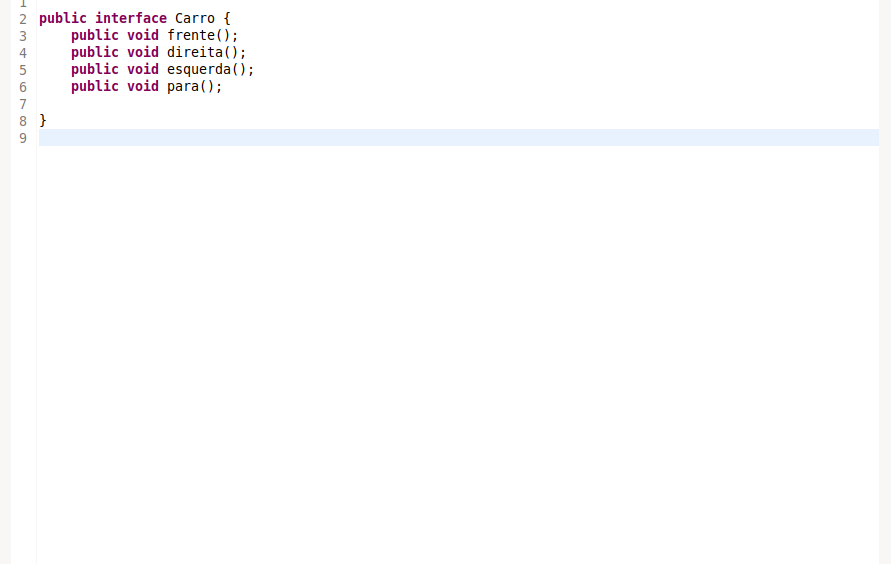 1
2 public interface Carro {
3     public void frente();
4     public void direita();
5     public void esquerda();
6     public void para();
7
8 }
9